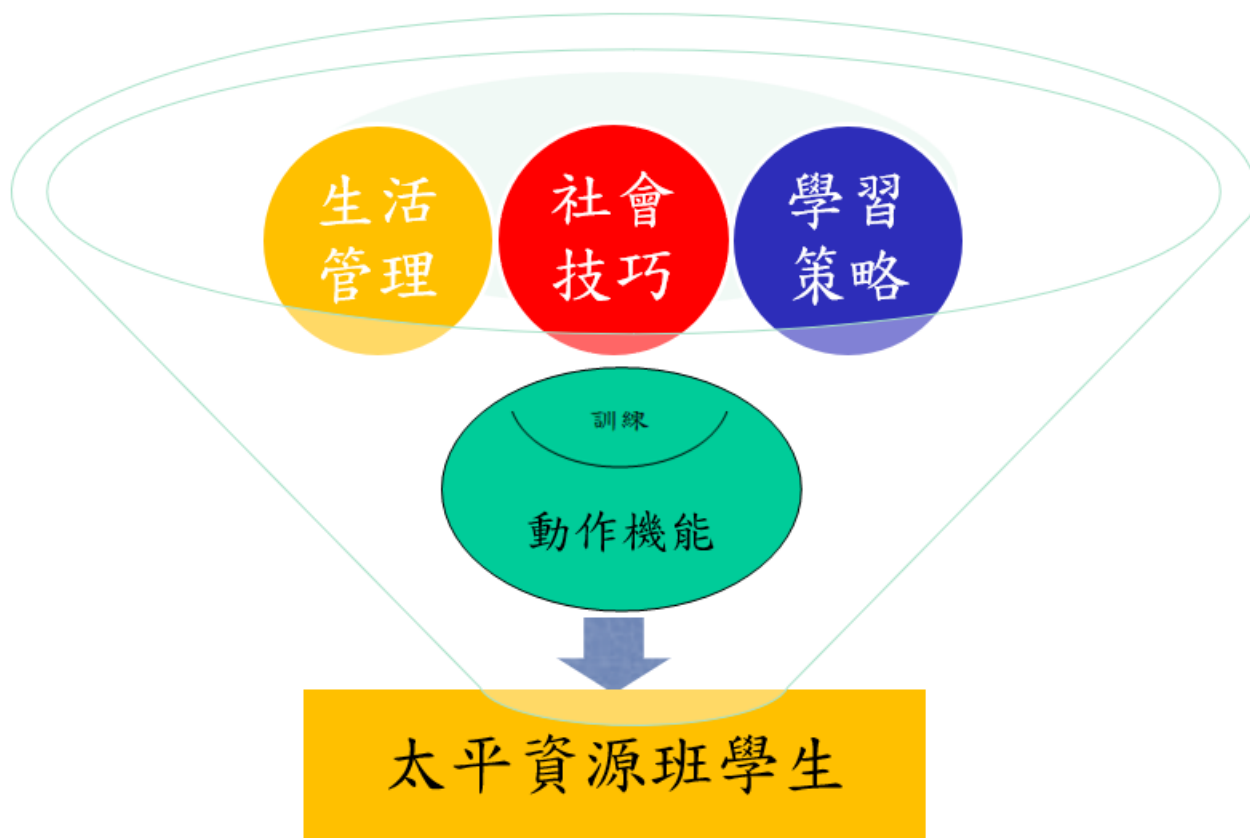 生活
管理
社會
技巧
學習
策略
訓練
動作機能
太平資源班學生